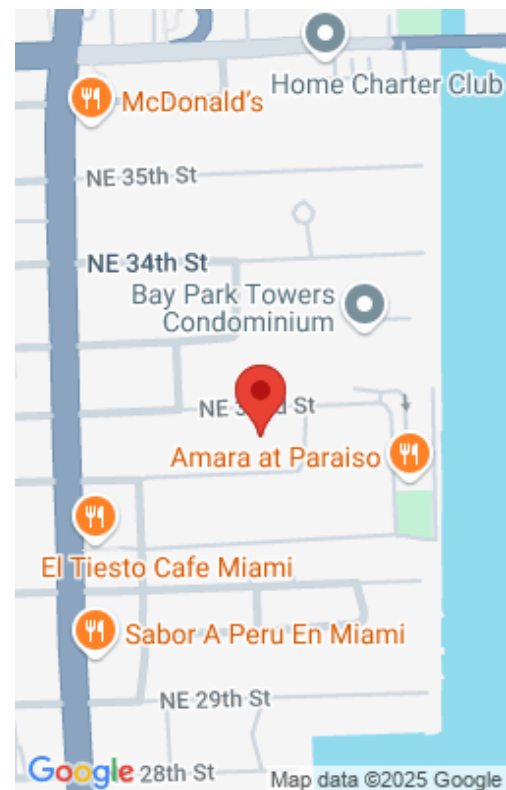 Home Charter Club
McDonald's
NE 35th St
NE 34th St
Bay Park Towers
Condominium
NE 3 d St
Amara at Paraiso
El Tiesto Cafe Miami
Sabor A Peru En Miami
NE 29th St
28th St
Google
Map data ©2025 Google